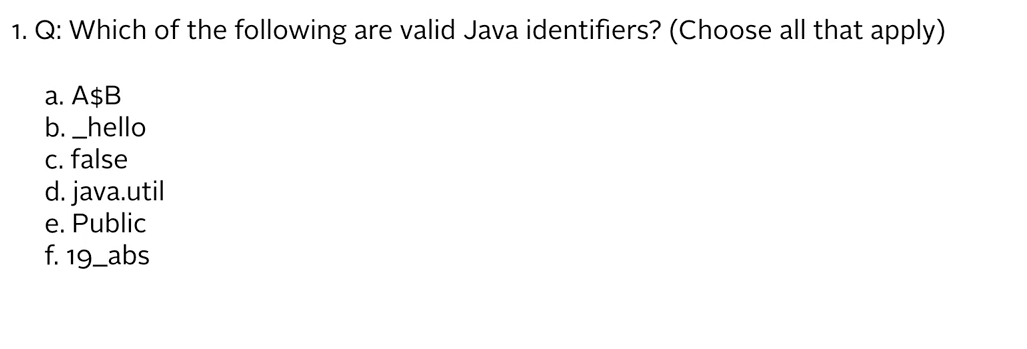 1. Q: Which of the following are valid Java identifiers? (Choose all that apply)
a. A$B
b. _hello
c. false
d. java.util
e. Public
f. 19_abs